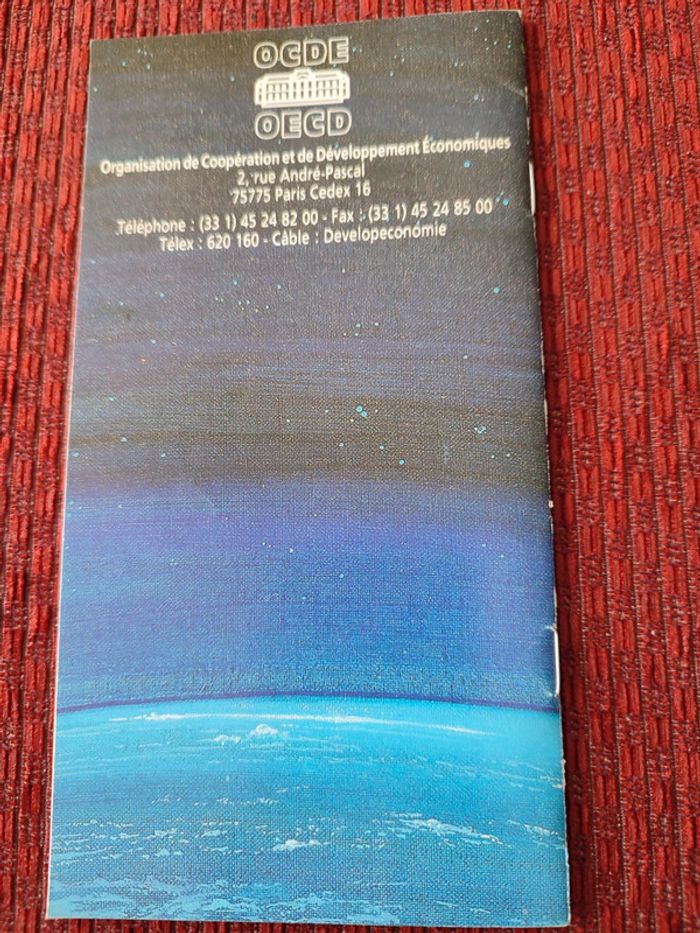 OCDE
OECD
Organisation de Coopération et de Développement Économiques
2, rue André-Pascal
75775 Paris Cedex 16
Téléphone : (33 1) 45 24 82 00 - Fax : (33 1) 45 24 85 00
Télex : 620 160 - Câble : Developeconomie